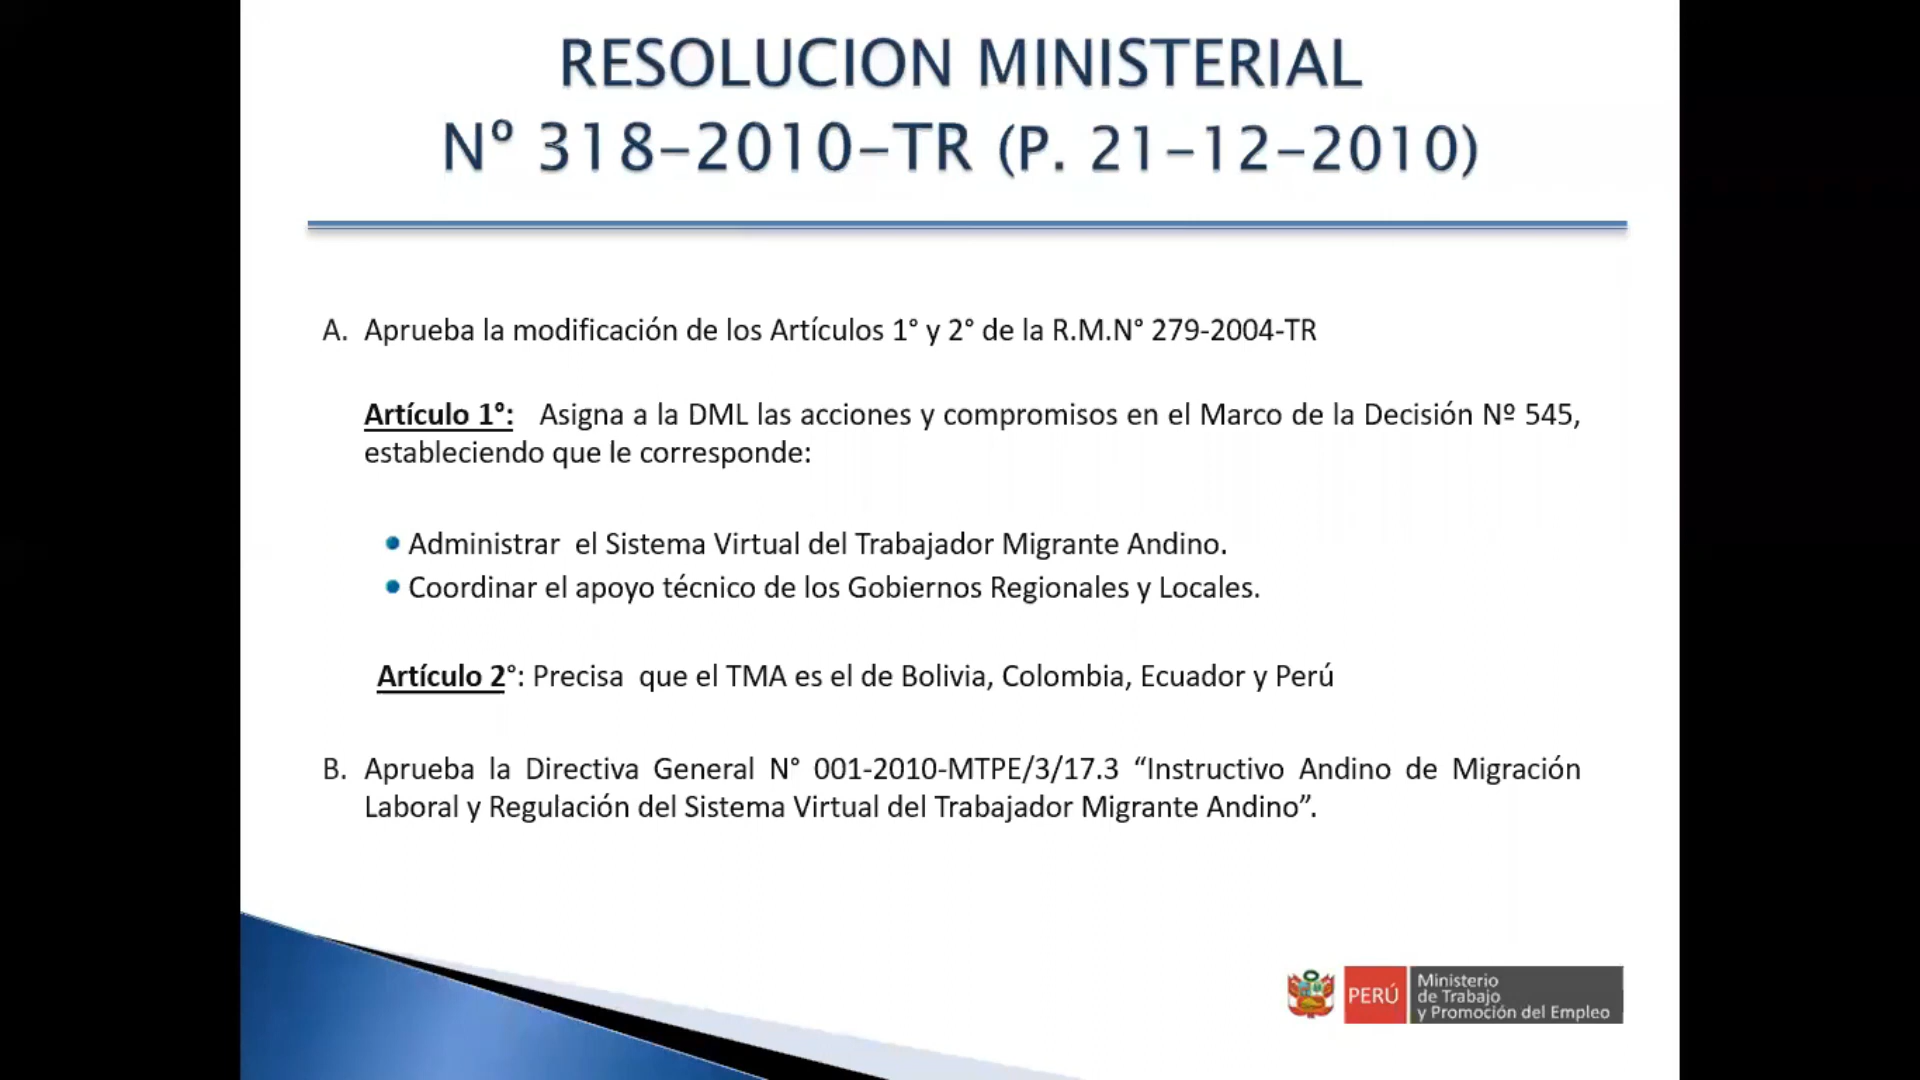 RESOLUCION MINISTERIAL
Nº 318-2010-TR (P. 21-12-2010)
A. Aprueba la modificación de los Artículos 1° y 2° de la R.M.N° 279-2004-TR
Artículo 1º: Asigna a la DML las acciones y compromisos en el Marco de la Decisión Nº 545,
estableciendo que le corresponde:
• Administrar el Sistema Virtual del Trabajador Migrante Andino.
• Coordinar el apoyo técnico de los Gobiernos Regionales y Locales.
Artículo 2°: Precisa que el TMA es el de Bolivia, Colombia, Ecuador y Perú
B. Aprueba la Directiva General N° 001-2010-MTPE/3/17.3 “Instructivo Andino de Migración
Laboral y Regulación del Sistema Virtual del Trabajador Migrante Andino”.
PERÚ
Ministerio
de Trabajo
y Promoción del Empleo